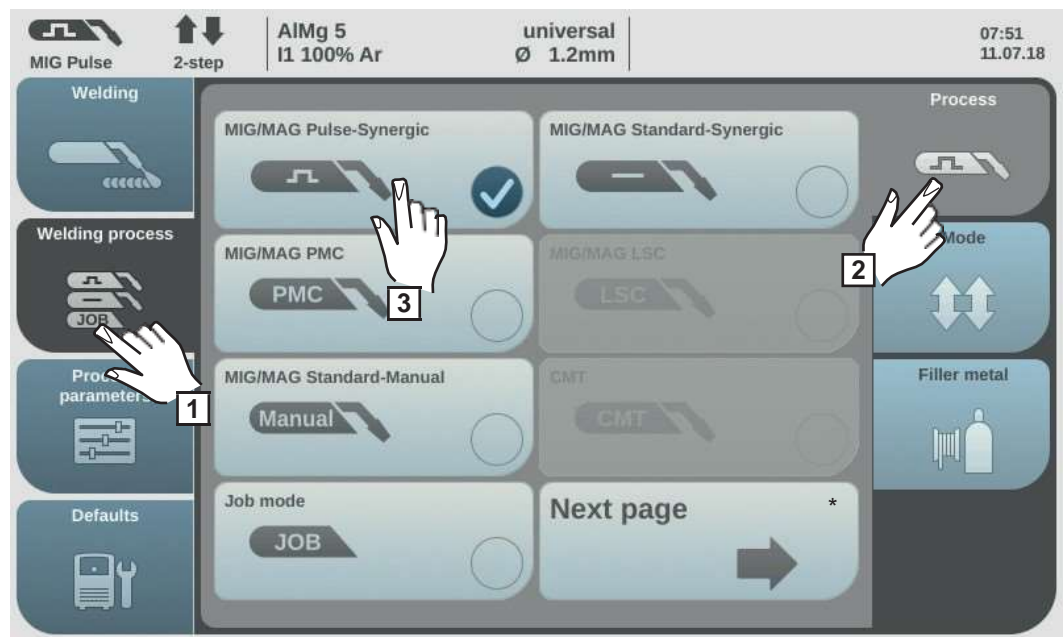 MIG Pulse
2-step
AlMg 5
I1 100% Ar
universal
Ø 1.2mm
07:51
11.07.18
Welding
Welding process
JOB
parameters
Defaults
MIG/MAG Pulse-Synergic
MIG/MAG Standard-Synergic
MIG/MAG PMC
PMC
MIG/MAG LSC
LSC
MIG/MAG Standard-Manual
Manual
CMT
CMT
Job mode
JOB
Next page *
Process
Mode
Filler metal
1
2
3